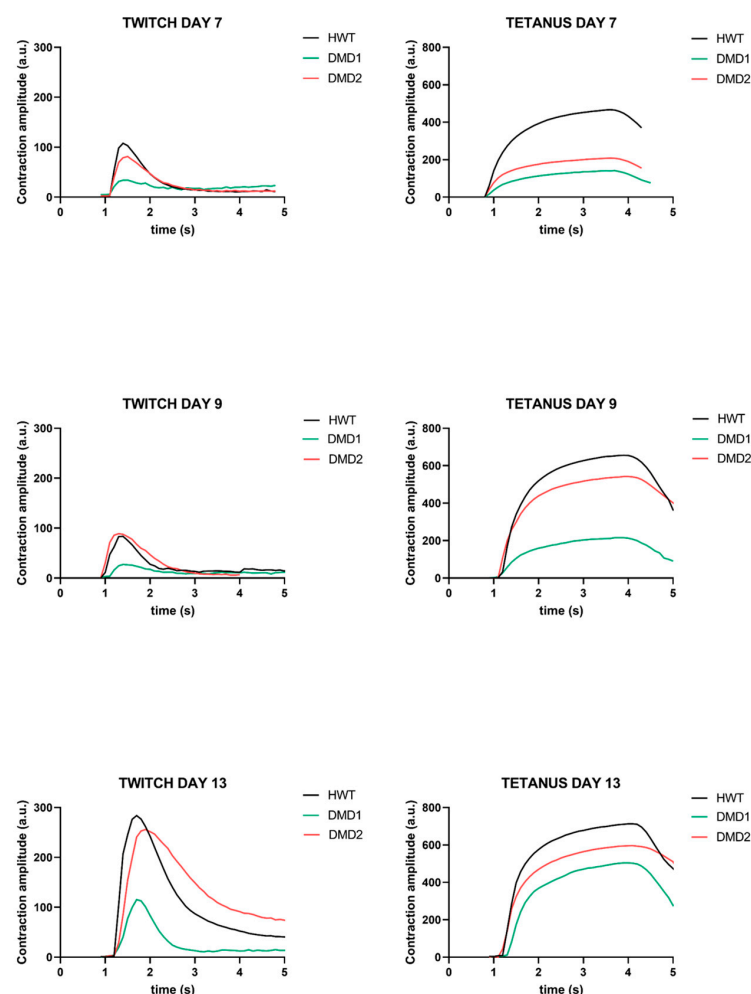 TWITCH DAY 7
300
200
100
0
0 1 2 3 4 5
Contraction amplitude (a.u.)
time (s)
HWT
DMD1
DMD2
TETANUS DAY 7
800
600
400
200
0
0 1 2 3 4 5
Contraction amplitude (a.u.)
time (s)
HWT
DMD1
DMD2
TWITCH DAY 9
300
200
100
0
0 1 2 3 4 5
Contraction amplitude (a.u.)
time (s)
HWT
DMD1
DMD2
TETANUS DAY 9
800
600
400
200
0
0 1 2 3 4 5
Contraction amplitude (a.u.)
time (s)
HWT
DMD1
DMD2
TWITCH DAY 13
300
200
100
0
0 1 2 3 4 5
Contraction amplitude (a.u.)
time (s)
HWT
DMD1
DMD2
TETANUS DAY 13
800
600
400
200
0
0 1 2 3 4 5
Contraction amplitude (a.u.)
time (s)
HWT
DMD1
DMD2